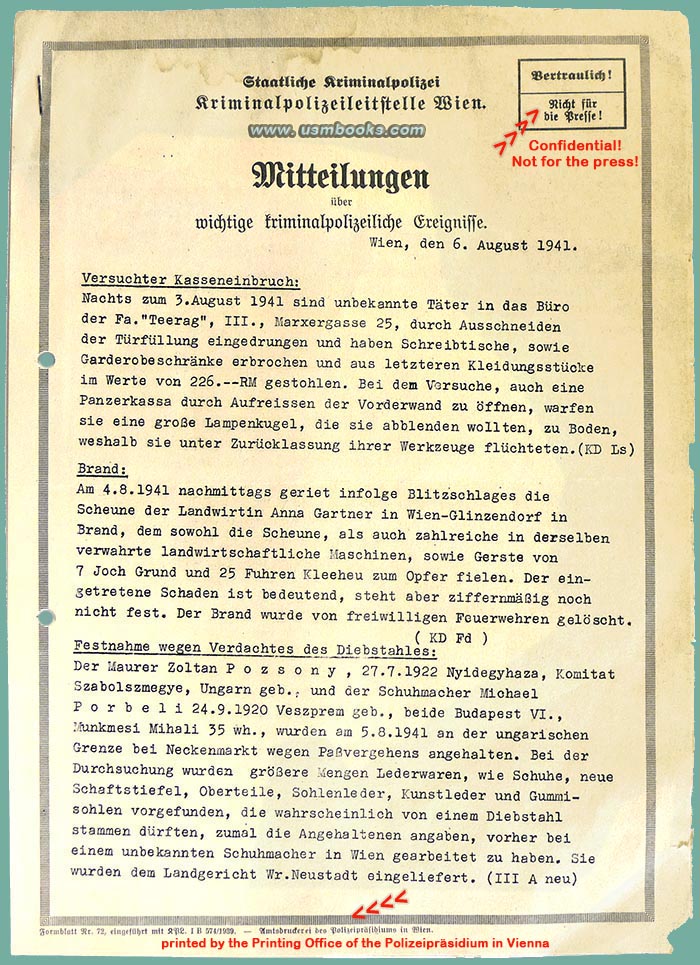 Staatliche Kriminalpolizei
Kriminalpolizeileitstelle Wien.
www.usmbooks.com
Vertraulich!
Nicht für
die Presse!
Confidential!
Not for the press!
Mitteilungen
über
wichtige kriminalpolizeiliche Ereignisse.
Wien, den 6. August 1941.
Versuchter Kasseneinbruch:
Nachts zum 3.August 1941 sind unbekannte Täter in das Büro
der Fa."Teerag", III., Marxergasse 25, durch Ausschneiden
der Türfüllung eingedrungen und haben Schreibtische, sowie
Garderobeschränke erbrochen und aus letzteren Kleidungsstücke
im Werte von 226.--RM gestohlen. Bei dem Versuche, auch eine
Panzerkassa durch Aufreissen der Vorderwand zu öffnen, warfen
sie eine große Lampenkugel, die sie abblenden wollten, zu Boden,
weshalb sie unter Zurücklassung ihrer Werkzeuge flüchteten.(KD Ls)
Brand:
Am 4.8.1941 nachmittags geriet infolge Blitzschlages die
Scheune der Landwirtin Anna Gartner in Wien-Glinzendorf in
Brand, dem sowohl die Scheune, als auch zahlreiche in derselben
verwahrte landwirtschaftliche Maschinen, sowie Gerste von
7 Joch Grund und 25 Fuhren Kleeheu zum Opfer fielen. Der ein-
getretene Schaden ist bedeutend, steht aber ziffernmäßig noch
nicht fest. Der Brand wurde von freiwilligen Feuerwehren gelöscht.
( KD Fd )
Festnahme wegen Verdachtes des Diebstahles:
Der Maurer Zoltan P o z s o n y , 27.7.1922 Nyidegyhaza, Komitat
Szabolszmegye, Ungarn geb., und der Schuhmacher Michael
P o r b e l i 24.9.1920 Veszprem geb., beide Budapest VI.,
Munkmesi Mihali 35 wh., wurden am 5.8.1941 an der ungarischen
Grenze bei Neckenmarkt wegen Paßvergehens angehalten. Bei der
Durchsuchung wurden größere Mengen Lederwaren, wie Schuhe, neue
Schaftstiefel, Oberteile, Sohlenleder, Kunstleder und Gummi-
sohlen vorgefunden, die wahrscheinlich von einem Diebstahl
stammen dürften, zumal die Angehaltenen angaben, vorher bei
einem unbekannten Schuhmacher in Wien gearbeitet zu haben. Sie
wurden dem Landgericht Wr.Neustadt eingeliefert. (III A neu)
Formblatt Nr. 72, eingeführt mit KPL. I B 574/1939. — Amtsdruckerei des Polizeipräsidiums in Wien.
printed by the Printing Office of the Polizeipräsidium in Vienna